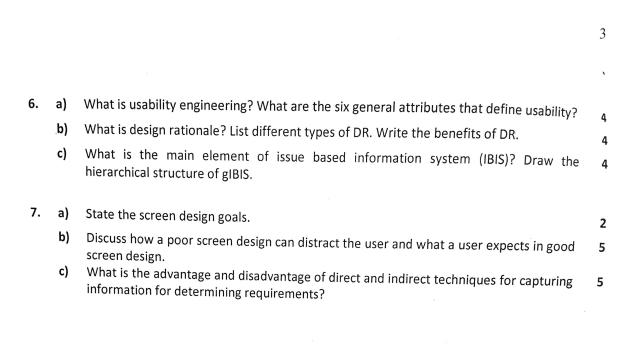 3
6. a) What is usability engineering? What are the six general attributes that define usability? 4
b) What is design rationale? List different types of DR. Write the benefits of DR. 4
c) What is the main element of issue based information system (IBIS)? Draw the 4
hierarchical structure of gIBIS.
7. a) State the screen design goals. 2
b) Discuss how a poor screen design can distract the user and what a user expects in good 5
screen design.
c) What is the advantage and disadvantage of direct and indirect techniques for capturing 5
information for determining requirements?